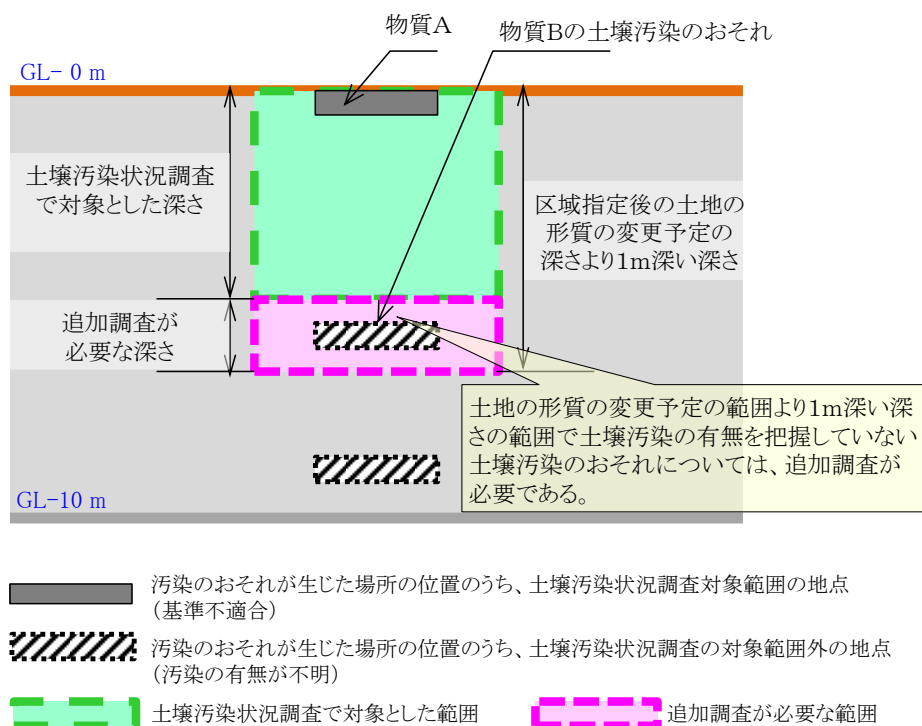 物質A
物質Bの土壌汚染のおそれ
GL- 0 m
土壌汚染状況調査
で対象とした深さ
区域指定後の土地の
形質の変更予定の
深さより1m深い深さ
追加調査が
必要な深さ
土地の形質の変更予定の範囲より1m深い深
さの範囲で土壌汚染の有無を把握していない
土壌汚染のおそれについては、追加調査が
必要である。
GL-10 m
汚染のおそれが生じた場所の位置のうち、土壌汚染状況調査対象範囲の地点
(基準不適合)
汚染のおそれが生じた場所の位置のうち、土壌汚染状況調査の対象範囲外の地点
(汚染の有無が不明)
土壌汚染状況調査で対象とした範囲
追加調査が必要な範囲